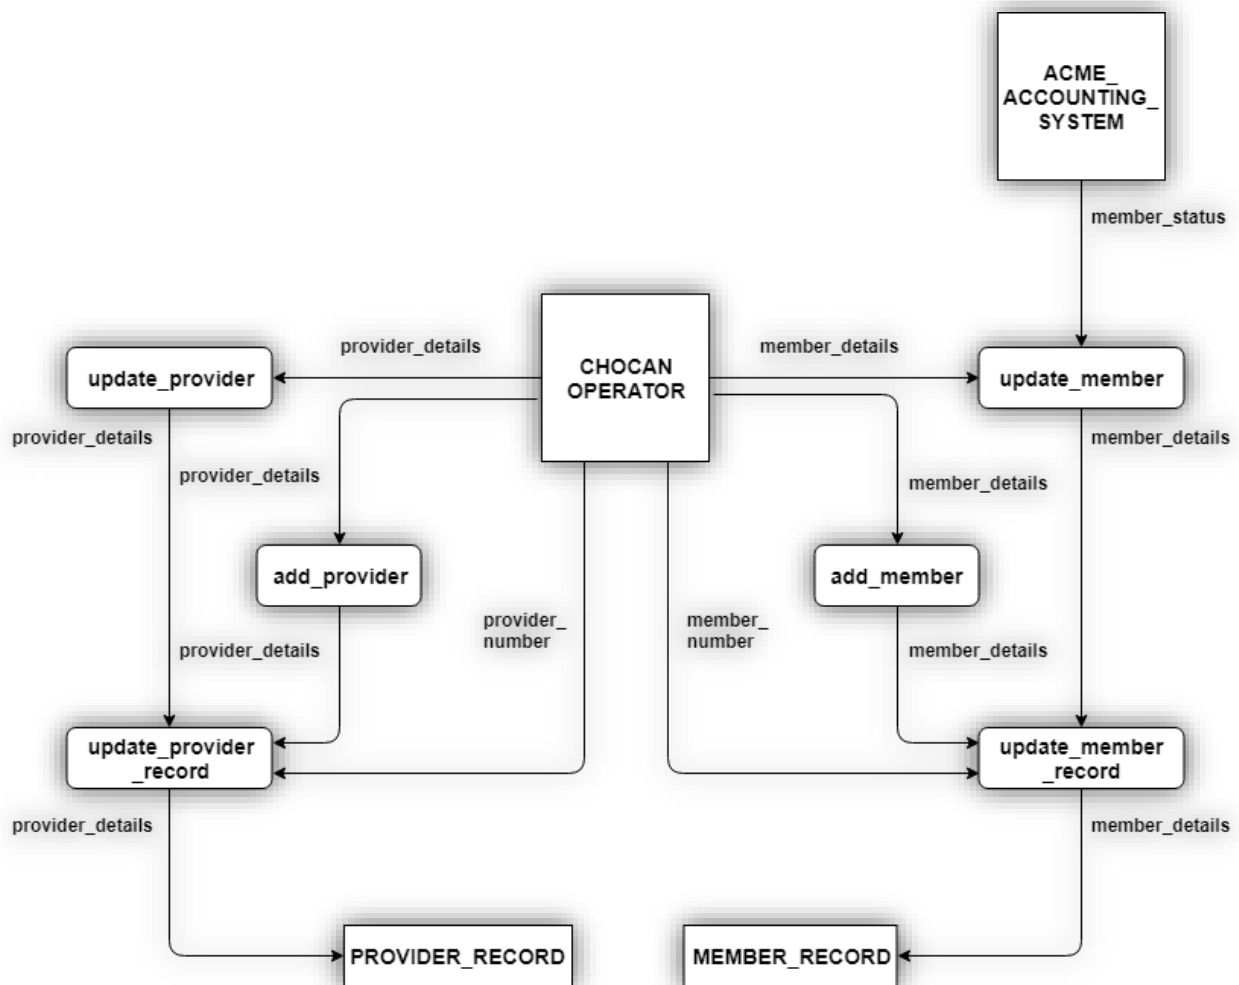 ACME_
ACCOUNTING_
SYSTEM
member_status
provider_details
CHOCAN
OPERATOR
member_details
update_provider
update_member
provider_details
member_details
provider_details
member_details
add_provider
add_member
provider_
number
member_
number
provider_details
member_details
update_provider
_record
update_member
_record
provider_details
member_details
PROVIDER_RECORD
MEMBER_RECORD